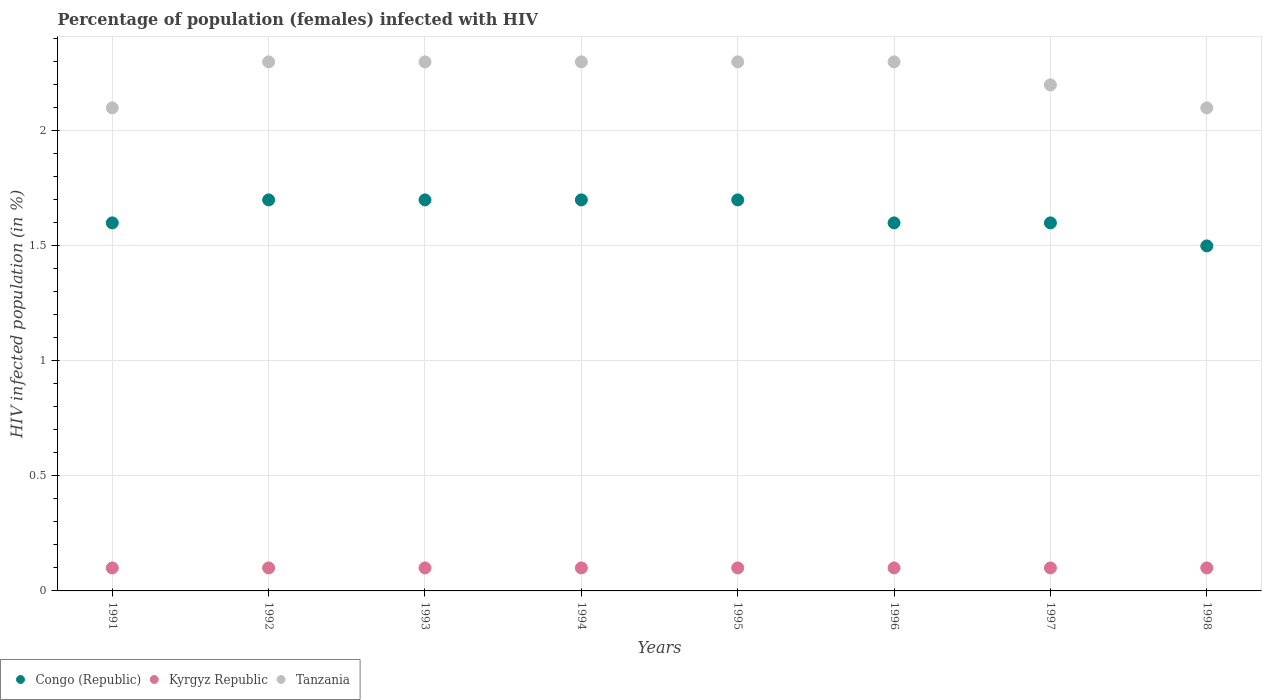 Percentage of population (females) infected with HIV
HIV infected population (in %)
2
1.5
1
0.5
0
1991
1992
1993
1994
1995
1996
1997
1998
Years
Congo (Republic)
Kyrgyz Republic
Tanzania